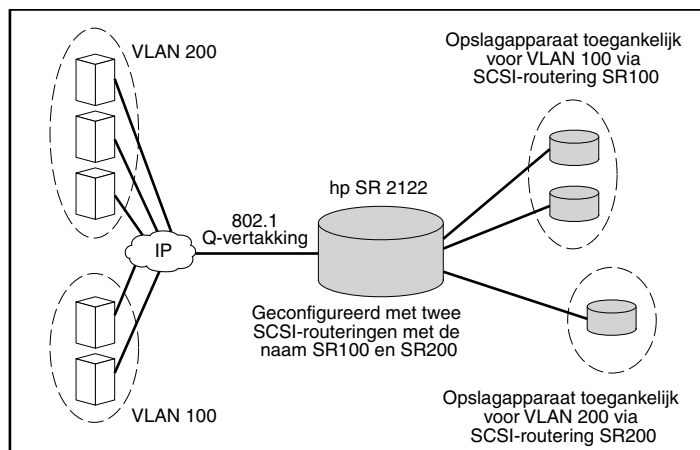 VLAN 200
Opslagapparaat toegankelijk
voor VLAN 100 via
SCSI-routering SR100
hp SR 2122
802.1
Q-vertakking
IP
Geconfigureerd met twee
SCSI-routeringen met de
naam SR100 en SR200
VLAN 100
Opslagapparaat toegankelijk
voor VLAN 200 via
SCSI-routering SR200